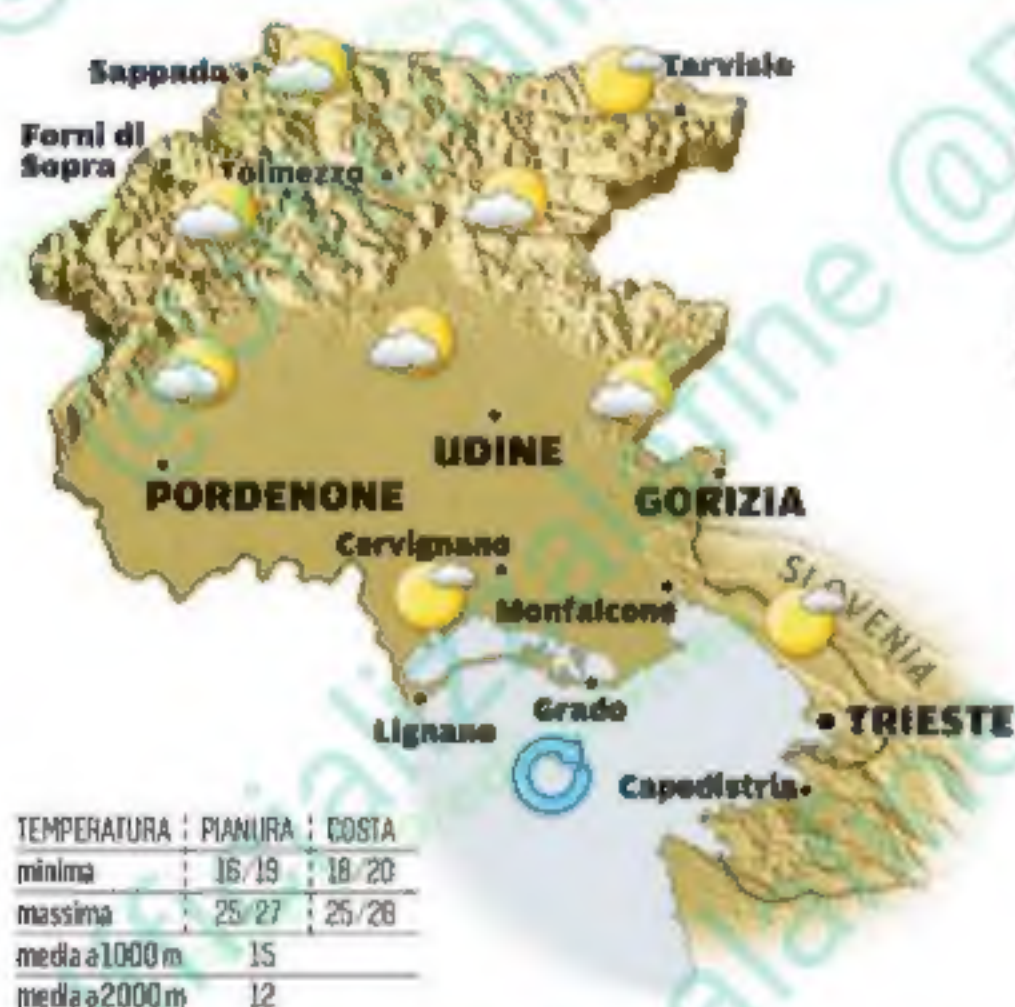 Sappada
Tarvisio
Forni di
Sopra
Tolmezzo
UDINE
PORDENONE
GORIZIA
Cervignano
Monfalcone
SLOVENIA
Lignano
Grado
TRIESTE
Capodistria
TEMPERATURA PIANURA COSTA
minima 16/19 18/20
massima 25/27 25/28
media a 1000 m 15
media a 2000 m 12